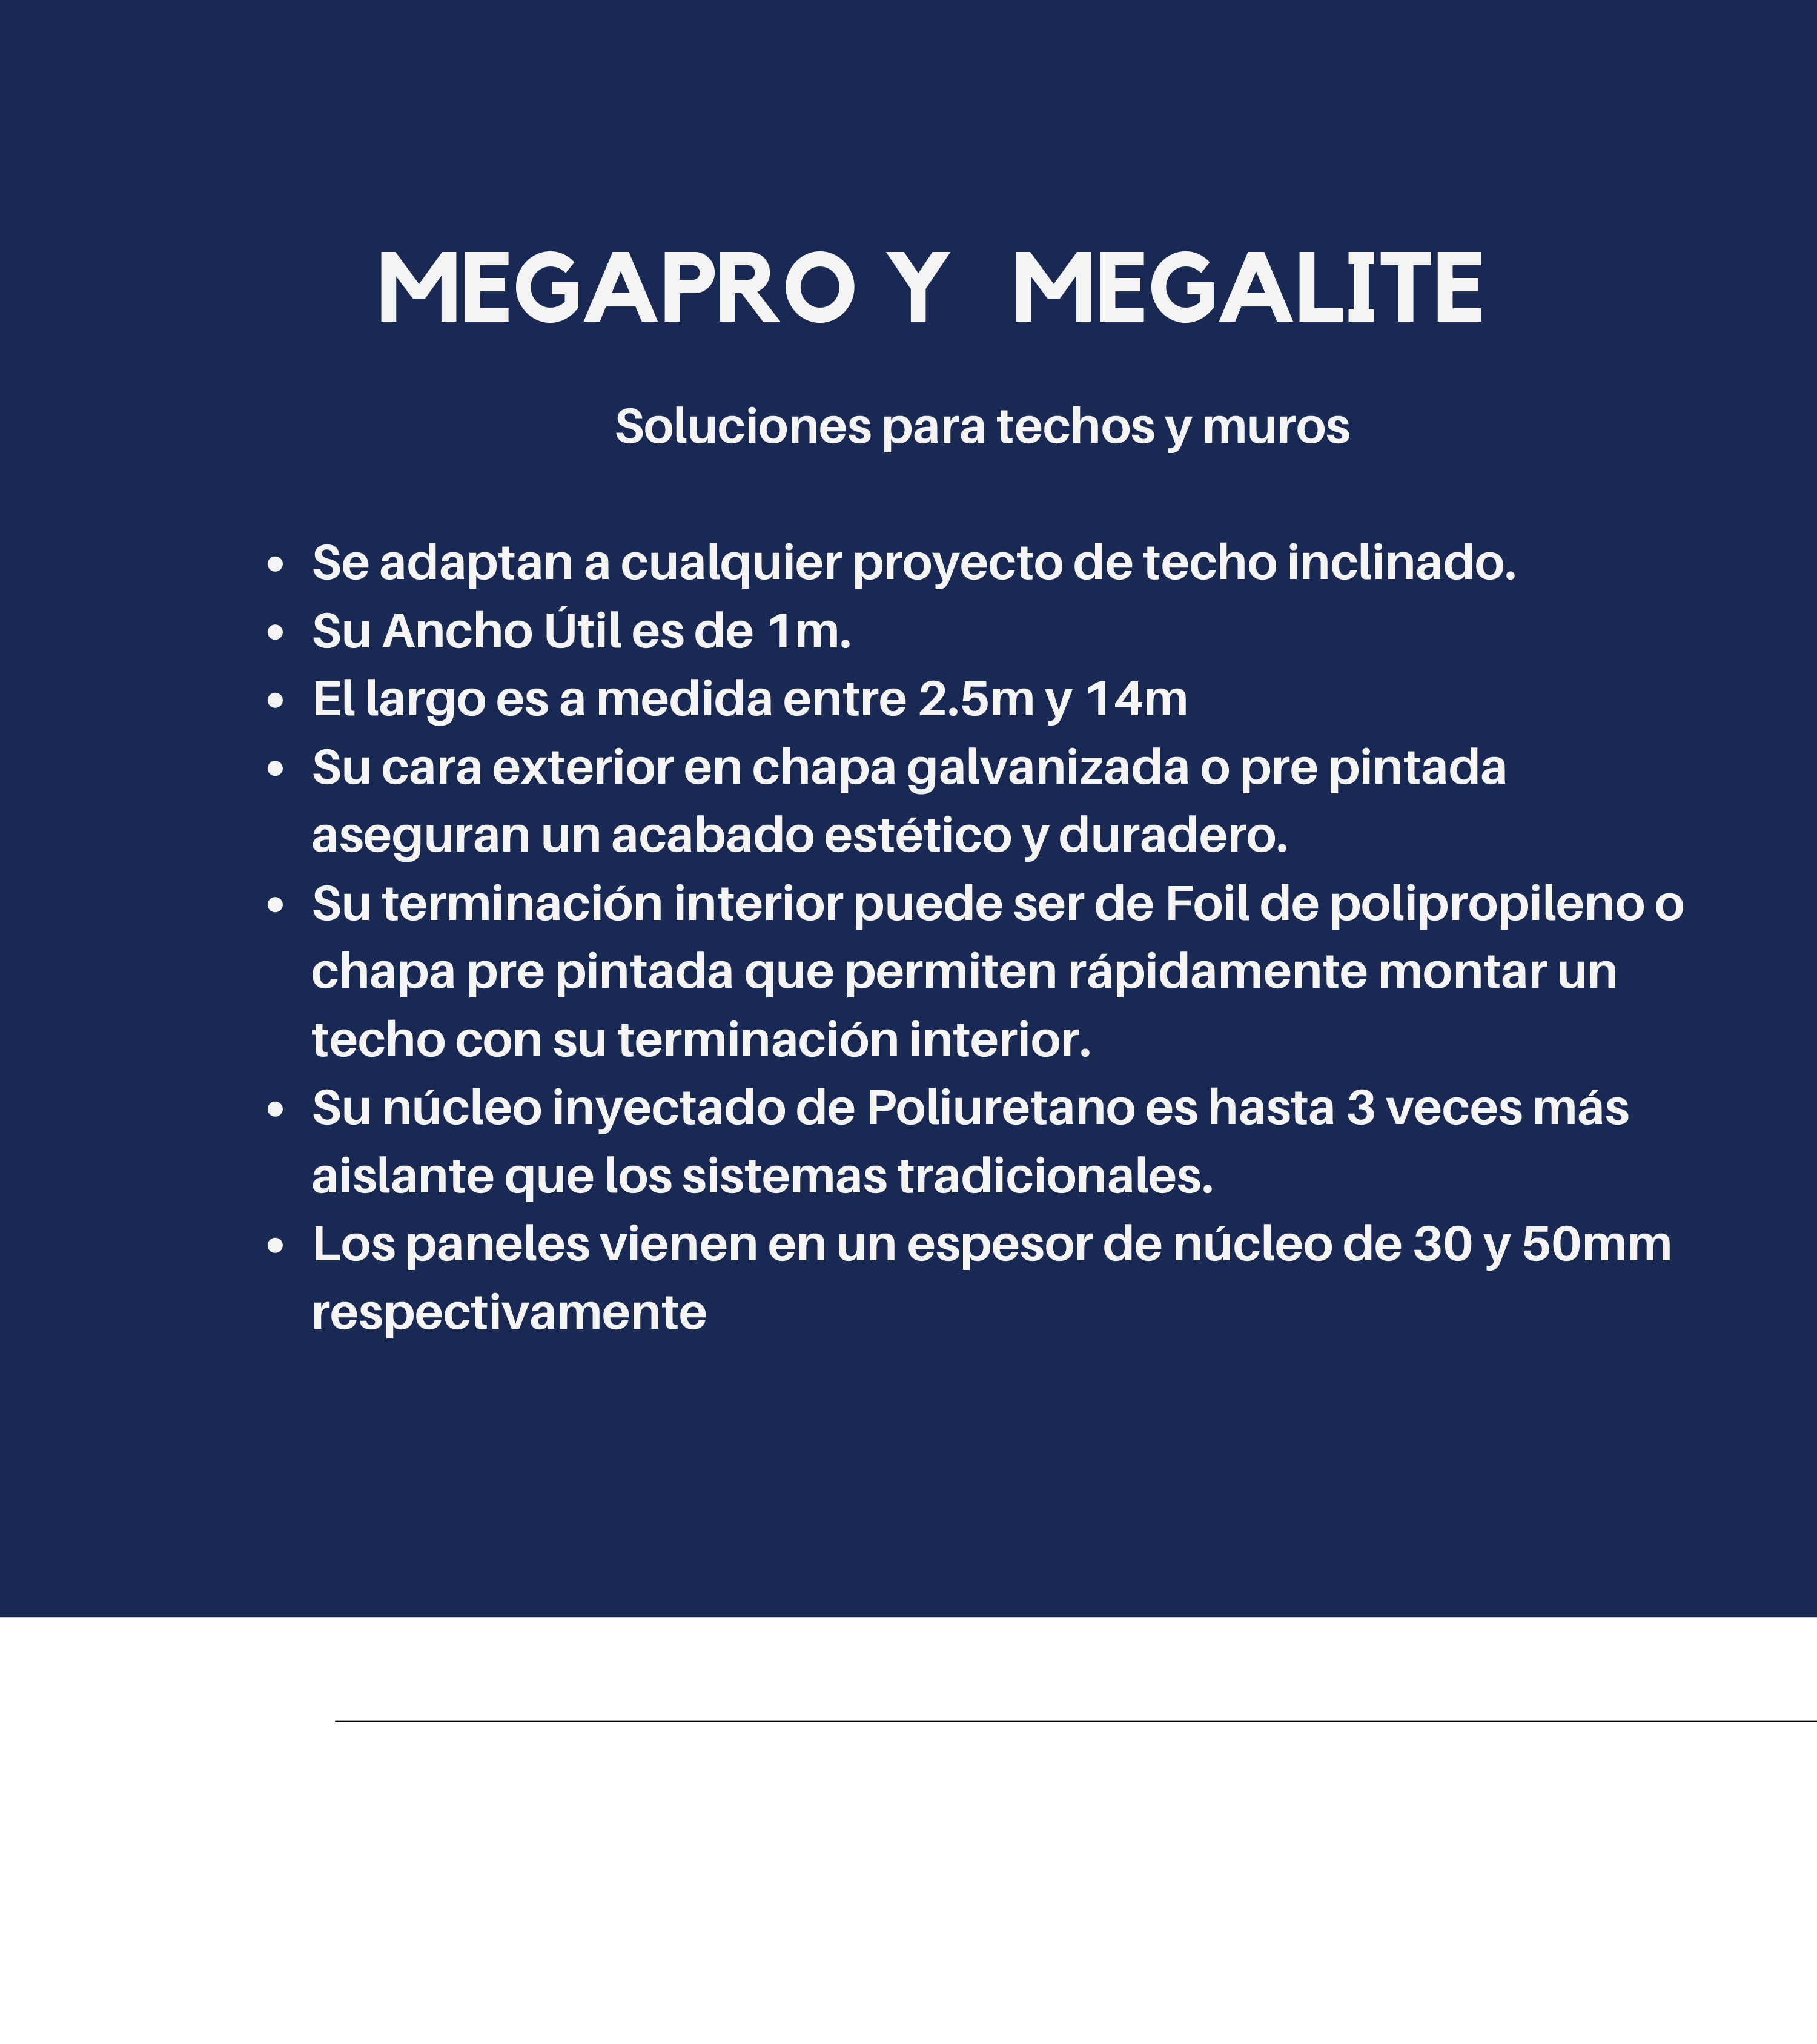 MEGAPRO Y MEGALITE
Soluciones para techos y muros
• Se adaptan a cualquier proyecto de techo inclinado.
• Su Ancho Útil es de 1m.
• El largo es a medida entre 2.5m y 14m
• Su cara exterior en chapa galvanizada o pre pintada
aseguran un acabado estético y duradero.
• Su terminación interior puede ser de Foil de polipropileno o
chapa pre pintada que permiten rápidamente montar un
techo con su terminación interior.
• Su núcleo inyectado de Poliuretano es hasta 3 veces más
aislante que los sistemas tradicionales.
• Los paneles vienen en un espesor de núcleo de 30 y 50mm
respectivamente